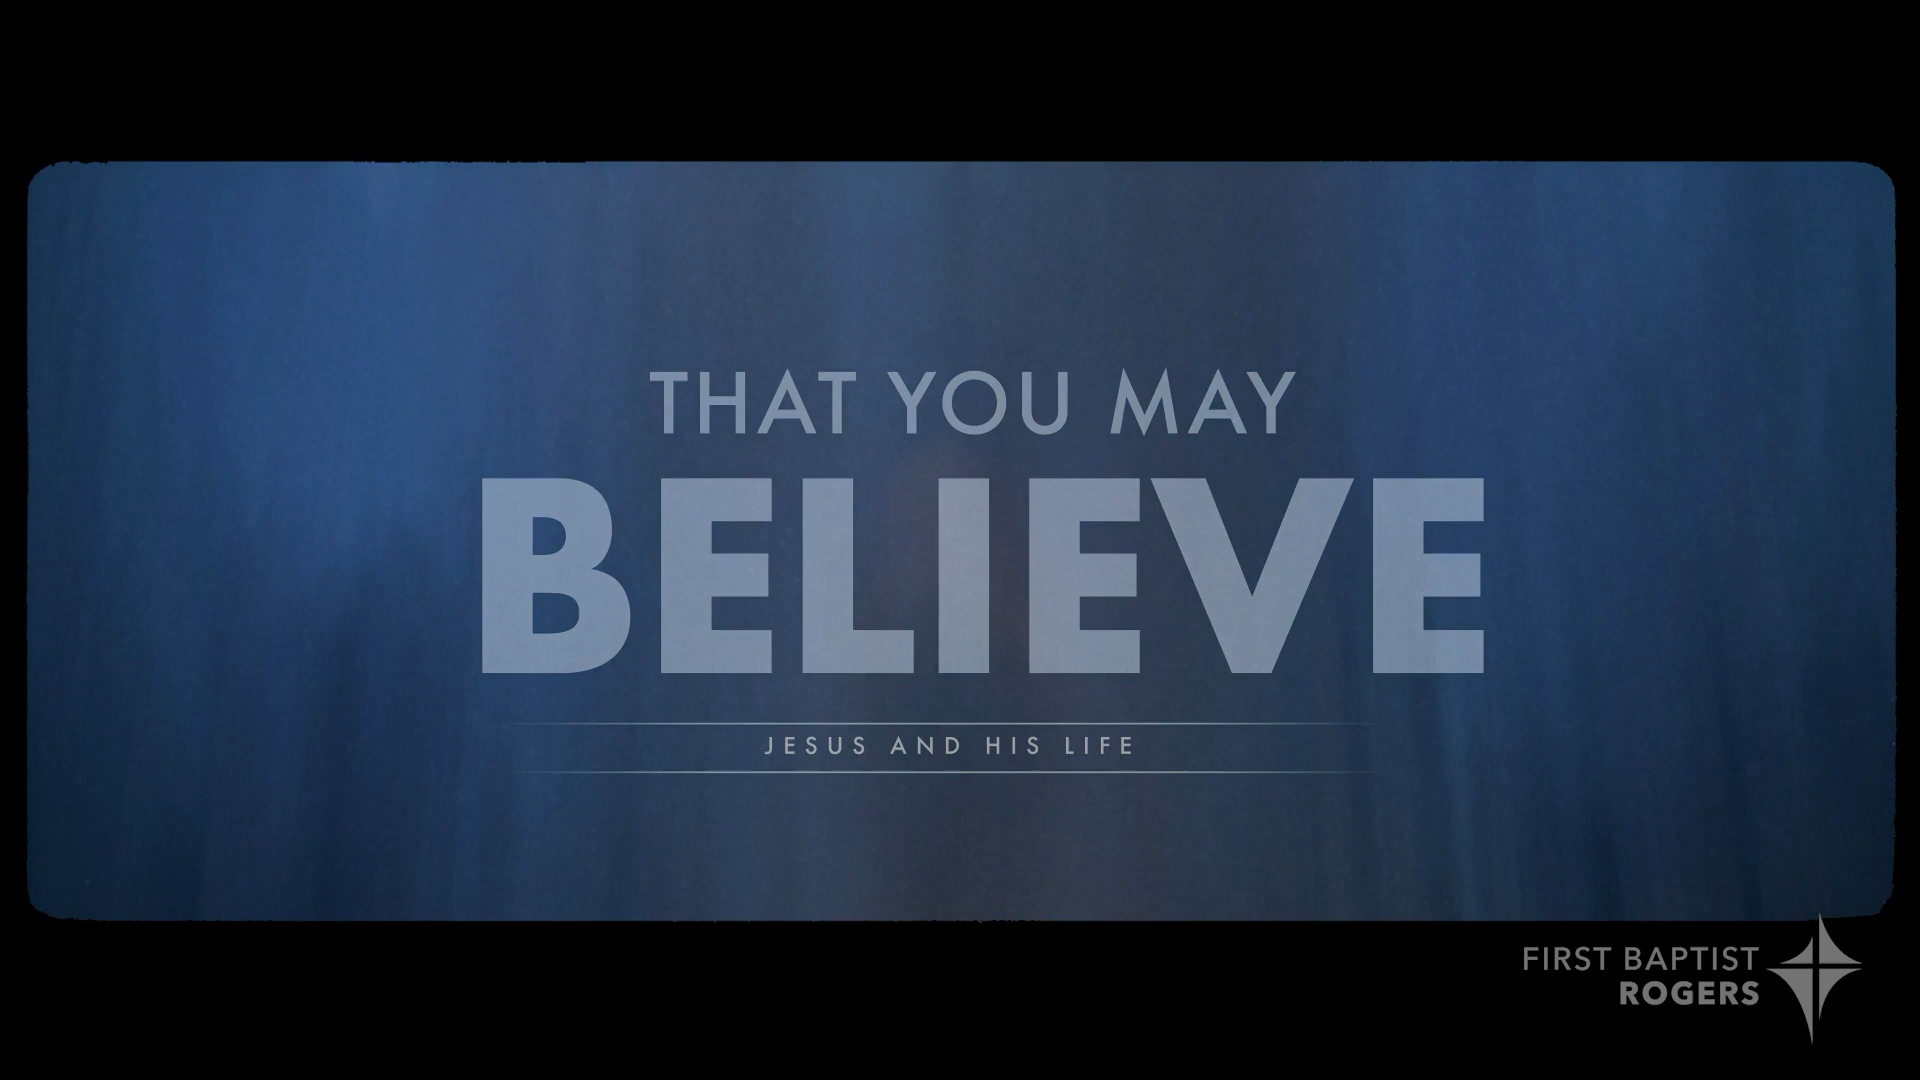 THAT YOU MAY
BELIEVE
JESUS AND HIS LIFE
FIRST BAPTIST
ROGERS